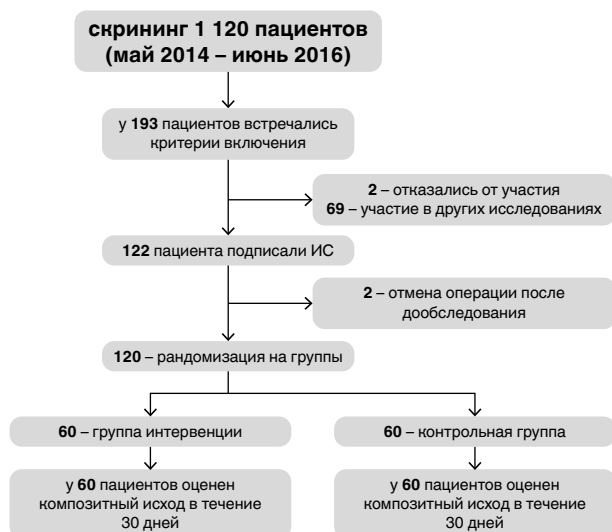 скрининг 1 120 пациентов
(май 2014 – июнь 2016)
у 193 пациентов встречались
критерии включения
2 – отказались от участия
69 – участие в других исследованиях
122 пациента подписали ИС
2 – отмена операции после
дообследования
120 – рандомизация на группы
60 – группа интервенции
60 – контрольная группа
у 60 пациентов оценен
композитный исход в течение
30 дней
у 60 пациентов оценен
композитный исход в течение
30 дней